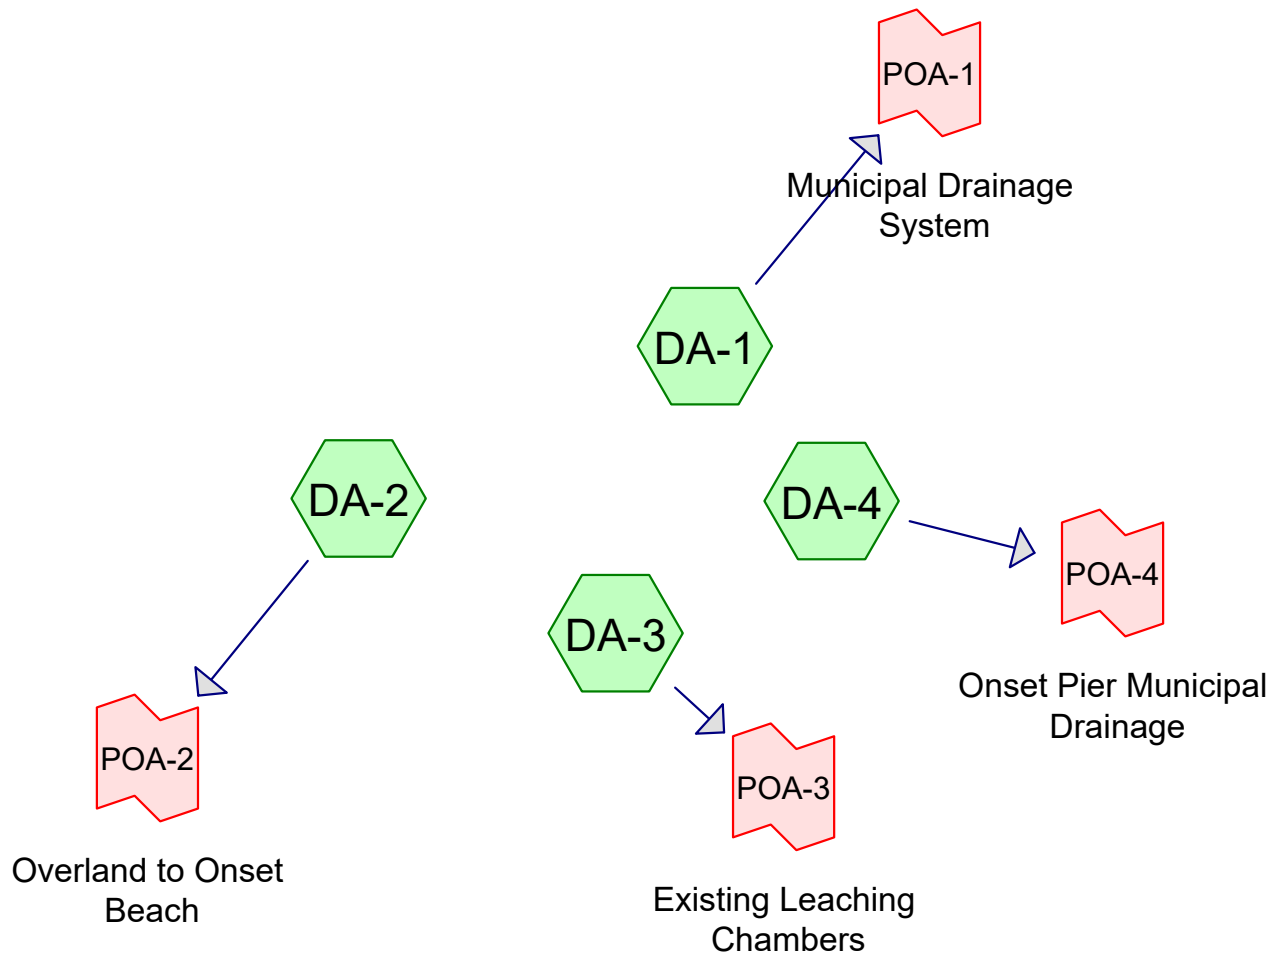 POA-1
Municipal Drainage
System
DA-1
DA-2
DA-4
POA-4
DA-3
Onset Pier Municipal
Drainage
POA-2
POA-3
Overland to Onset
Beach
Existing Leaching
Chambers